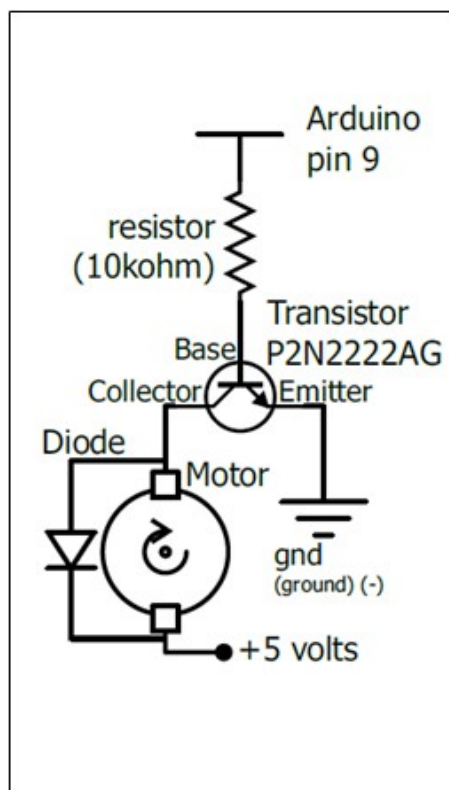 Arduino
pin 9
resistor
(10kohm)
Transistor
P2N2222AG
Base
Collector
Emitter
Diode
Motor
gnd
(ground) (-)
+5 volts